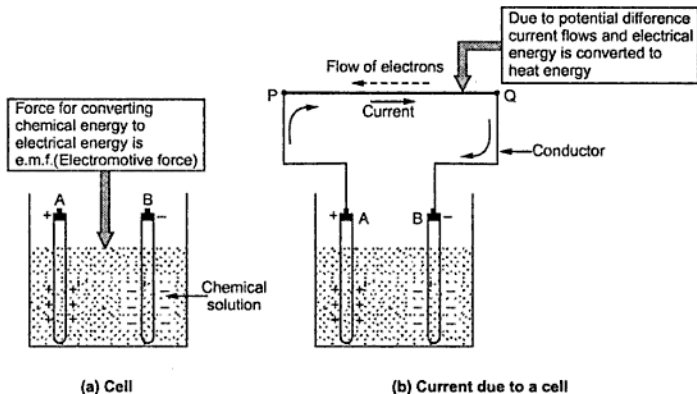 Force for converting
chemical energy to
electrical energy is
e.m.f.(Electromotive force)
A
B
+
−
+ +
+ +
+ +
− −
− −
− −
Chemical
solution
(a) Cell
Due to potential difference
current flows and electrical
energy is converted to
heat energy
Flow of electrons
P
Q
Current
Conductor
+
A
B
−
+ +
+ +
+ +
− −
− −
− −
(b) Current due to a cell